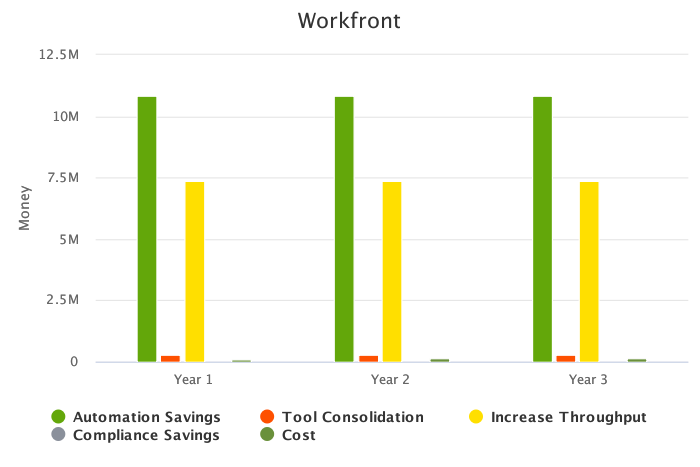 Workfront
12.5M
10M
7.5M
5M
2.5M
0
Money
Year 1
Year 2
Year 3
Automation Savings
Tool Consolidation
Increase Throughput
Compliance Savings
Cost